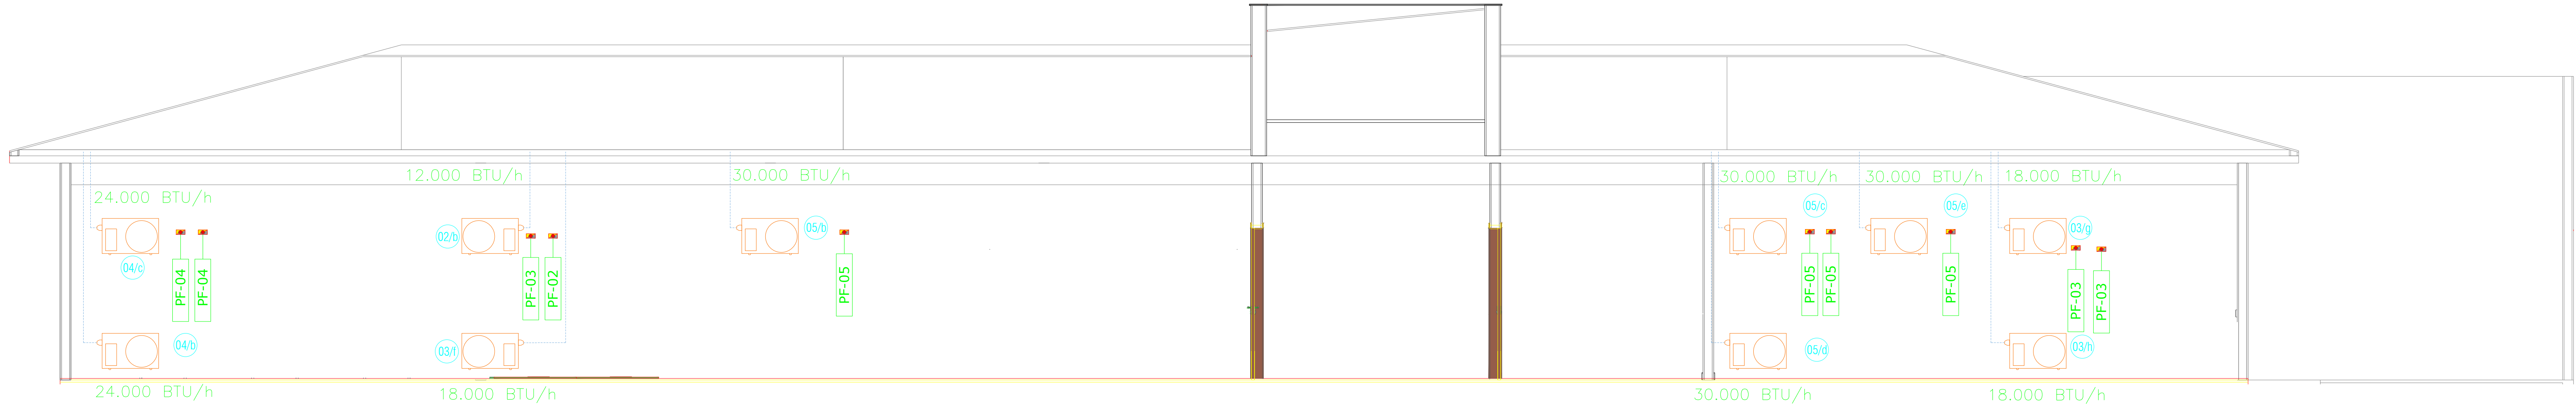 12.000 BTU/h
30.000 BTU/h
30.000 BTU/h
30.000 BTU/h
18.000 BTU/h
24.000 BTU/h
05/c
05/e
05/b
03/g
02/b
04/c
PF-04
PF-04
PF-03
PF-02
PF-05
PF-05
PF-05
PF-05
PF-03
PF-03
04/b
03/f
05/d
03/h
24.000 BTU/h
18.000 BTU/h
30.000 BTU/h
18.000 BTU/h